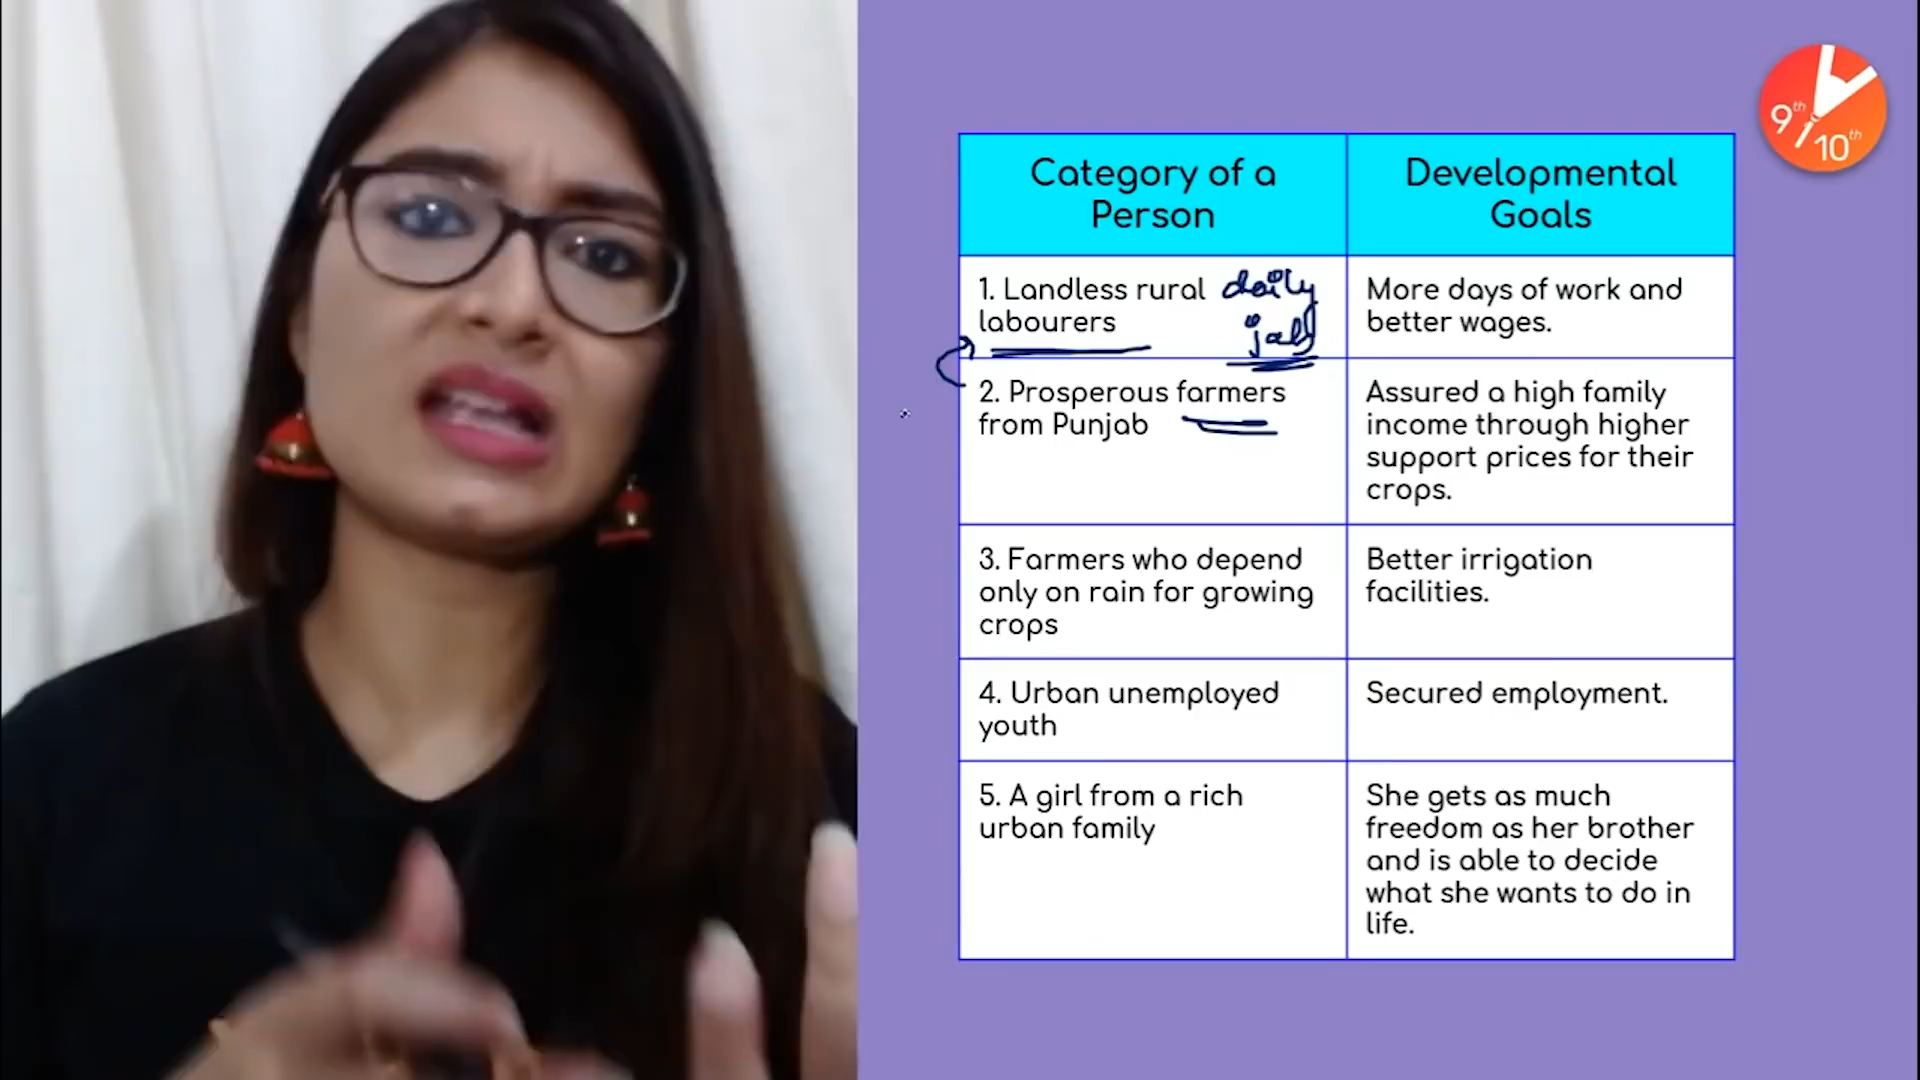 9th
10th
Category of a
Person
Developmental
Goals
1. Landless rural
labourers
daily
job
More days of work and
better wages.
2. Prosperous farmers
from Punjab
Assured a high family
income through higher
support prices for their
crops.
3. Farmers who depend
only on rain for growing
crops
Better irrigation
facilities.
4. Urban unemployed
youth
Secured employment.
5. A girl from a rich
urban family
She gets as much
freedom as her brother
and is able to decide
what she wants to do in
life.